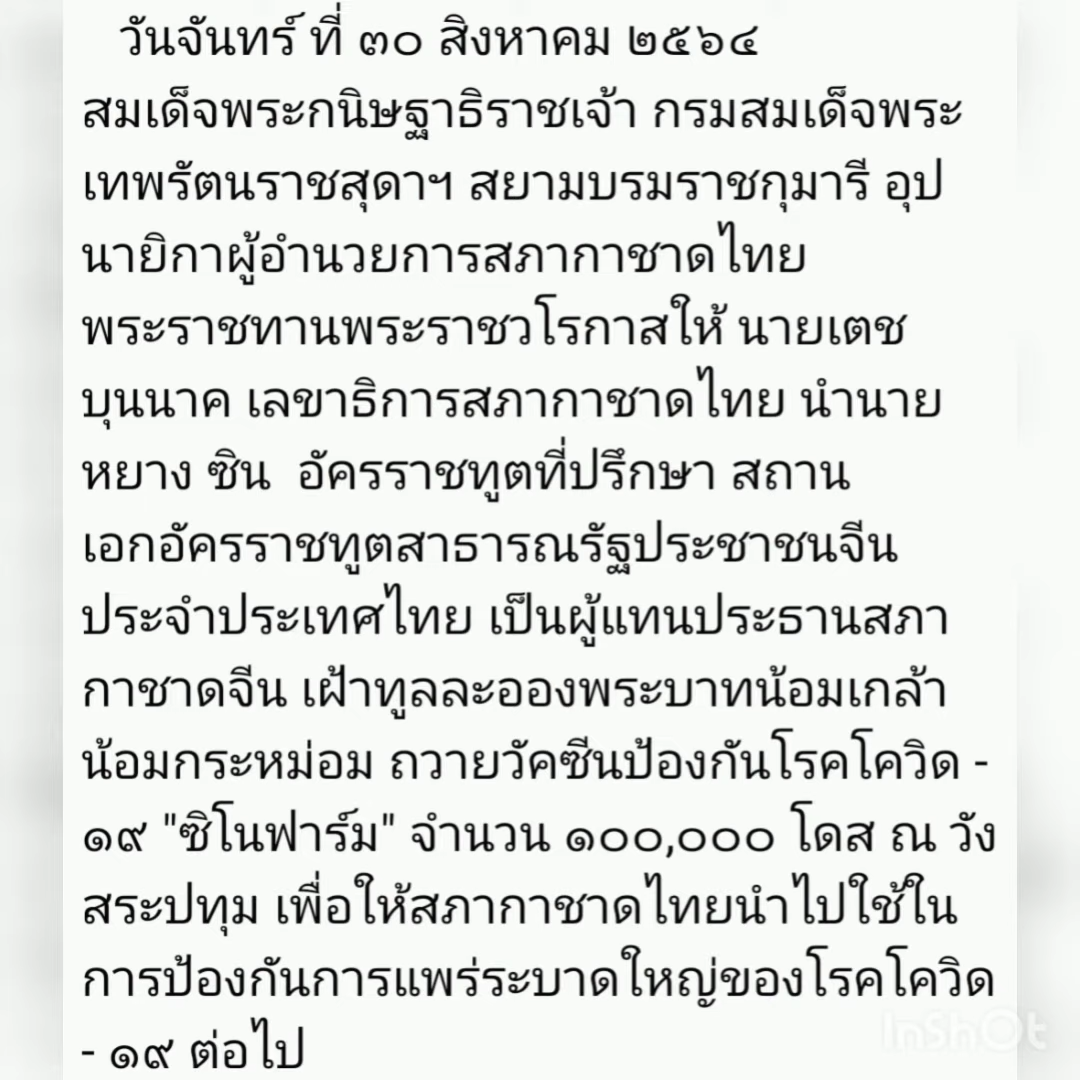 วันจันทร์ ที่ ๓๐ สิงหาคม ๒๕๖๔
สมเด็จพระกนิษฐาธิราชเจ้า กรมสมเด็จพระ
เทพรัตนราชสุดาฯ สยามบรมราชกุมารี อุป
นายิกาผู้อำนวยการสภากาชาดไทย
พระราชทานพระราชวโรกาสให้ นายเตช
บุนนาค เลขาธิการสภากาชาดไทย นำนาย
หยาง ซิน  อัครราชทูตที่ปรึกษา สถาน
เอกอัครราชทูตสาธารณรัฐประชาชนจีน
ประจำประเทศไทย เป็นผู้แทนประธานสภา
กาชาดจีน เฝ้าทูลละอองพระบาทน้อมเกล้า
น้อมกระหม่อม ถวายวัคซีนป้องกันโรคโควิด -
๑๙ "ซิโนฟาร์ม" จำนวน ๑๐๐,๐๐๐ โดส ณ วัง
สระปทุม เพื่อให้สภากาชาดไทยนำไปใช้ใน
การป้องกันการแพร่ระบาดใหญ่ของโรคโควิด
- ๑๙ ต่อไป
InShOt